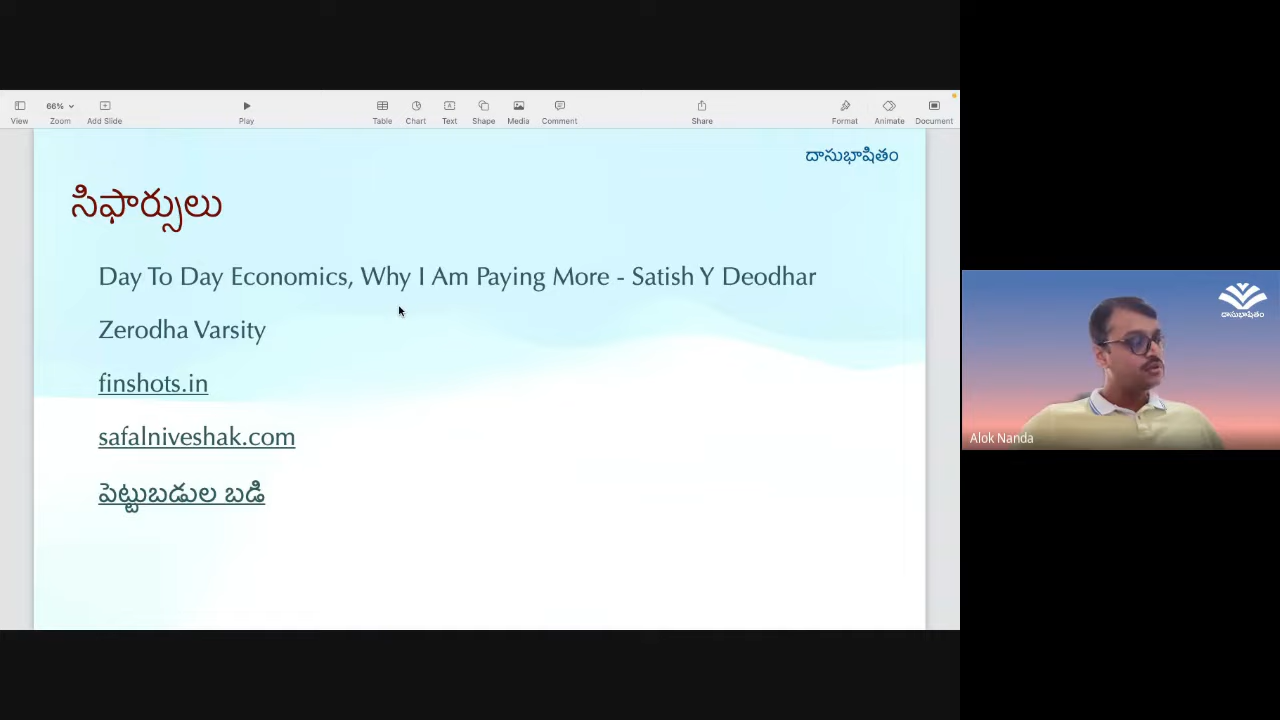 View
66%
Zoom
Add Slide
Play
Table
Chart
Text
Shape
Media
Comment
Share
Format
Animate
Document
దాసుభాషితం
సిఫార్సులు
Day To Day Economics, Why I Am Paying More - Satish Y Deodhar
Zerodha Varsity
finshots.in
safalniveshak.com
పెట్టుబడుల బడి
దాసుభాషితం
Alok Nanda